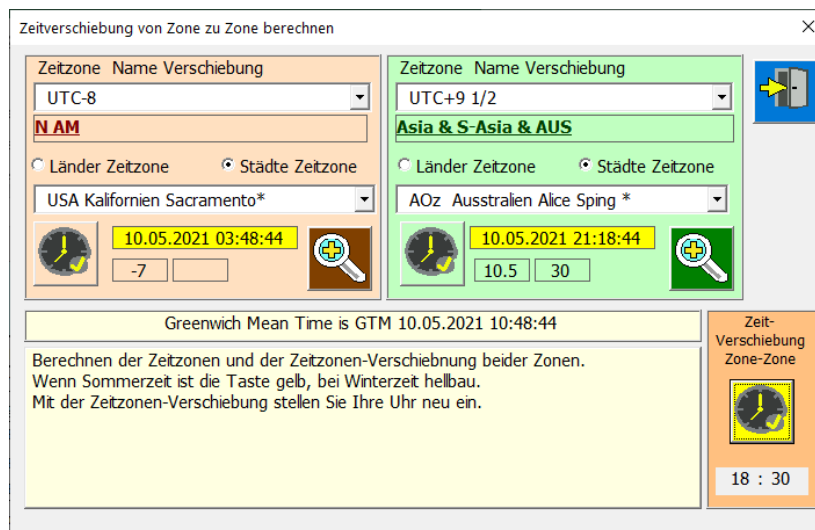 Zeitverschiebung von Zone zu Zone berechnen
Zeitzone Name Verschiebung
UTC-8
N AM
Länder Zeitzone Städte Zeitzone
USA Kalifornien Sacramento*
10.05.2021 03:48:44
-7
Zeitzone Name Verschiebung
UTC+9 1/2
Asia & S-Asia & AUS
Länder Zeitzone Städte Zeitzone
AOz Ausstralien Alice Sping *
10.05.2021 21:18:44
10.5 30
Greenwich Mean Time is GTM 10.05.2021 10:48:44
Berechnen der Zeitzonen und der Zeitzonen-Verschiebnung beider Zonen.
Wenn Sommerzeit ist die Taste gelb, bei Winterzeit hellbau.
Mit der Zeitzonen-Verschiebung stellen Sie Ihre Uhr neu ein.
Zeit-
Verschiebung
Zone-Zone
18 : 30